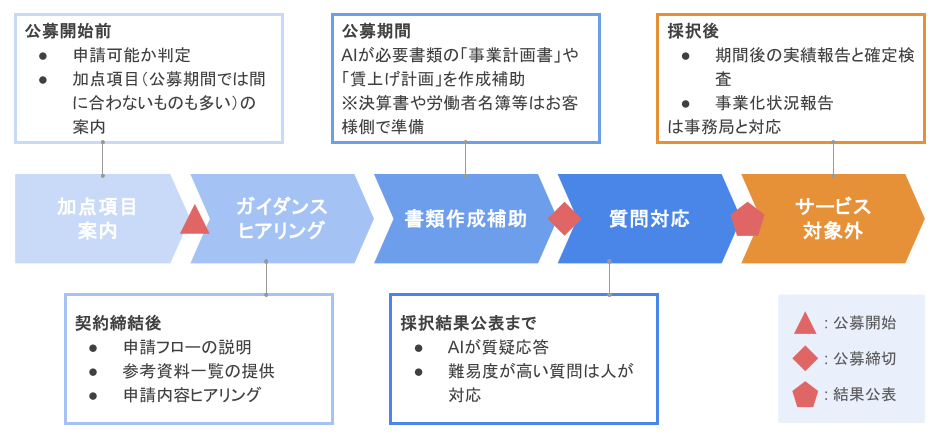 公募開始前
● 申請可能か判定
● 加点項目（公募期間では間
に合わないものも多い）の
案内
公募期間
AIが必要書類の「事業計画書」や
「賃上げ計画」を作成補助
※決算書や労働者名簿等はお客
様側で準備
採択後
● 期間後の実績報告と確定検
査
● 事業化状況報告
は事務局と対応
加点項目
案内
ガイダンス
ヒアリング
書類作成補助
質問対応
サービス
対象外
契約締結後
● 申請フローの説明
● 参考資料一覧の提供
● 申請内容ヒアリング
採択結果公表まで
● AIが質疑応答
● 難易度が高い質問は人が
対応
：公募開始
：公募締切
：結果公表